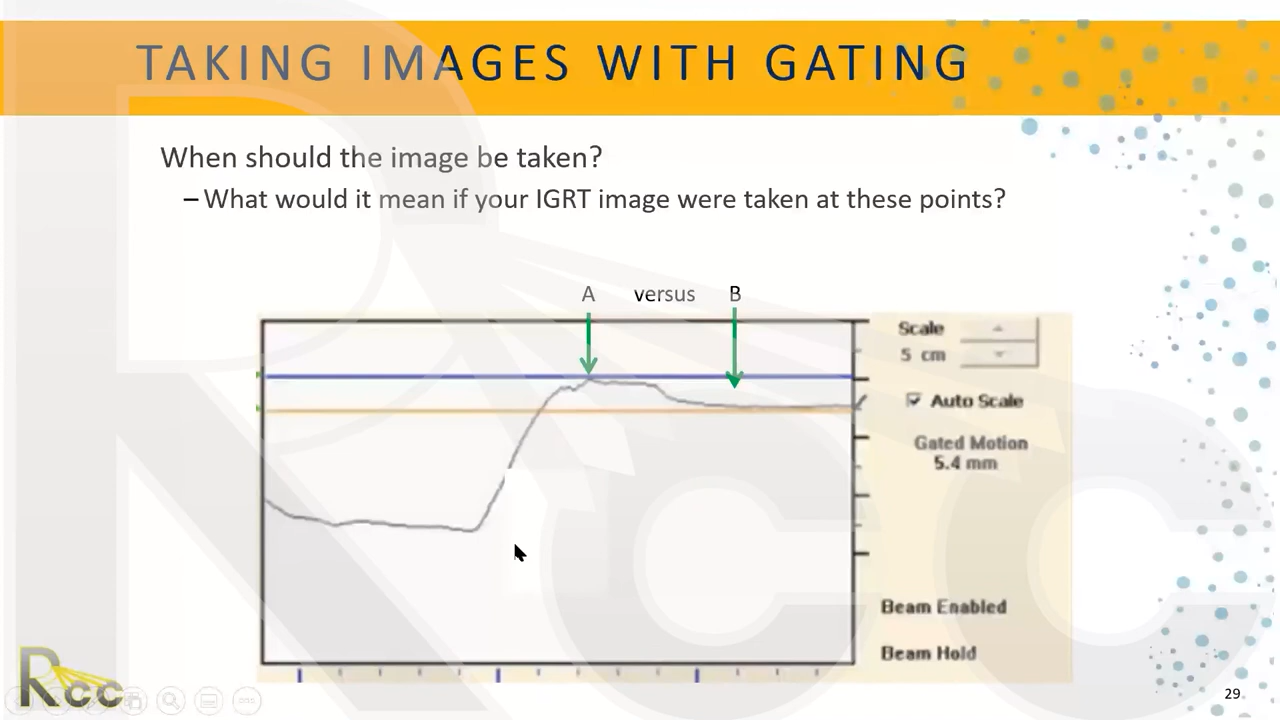 TAKING IMAGES WITH GATING
When should the image be taken?
– What would it mean if your IGRT image were taken at these points?
A versus B
Scale
5 cm
Auto Scale
Gated Motion
5.4 mm
Beam Enabled
Beam Hold
Rcc
29